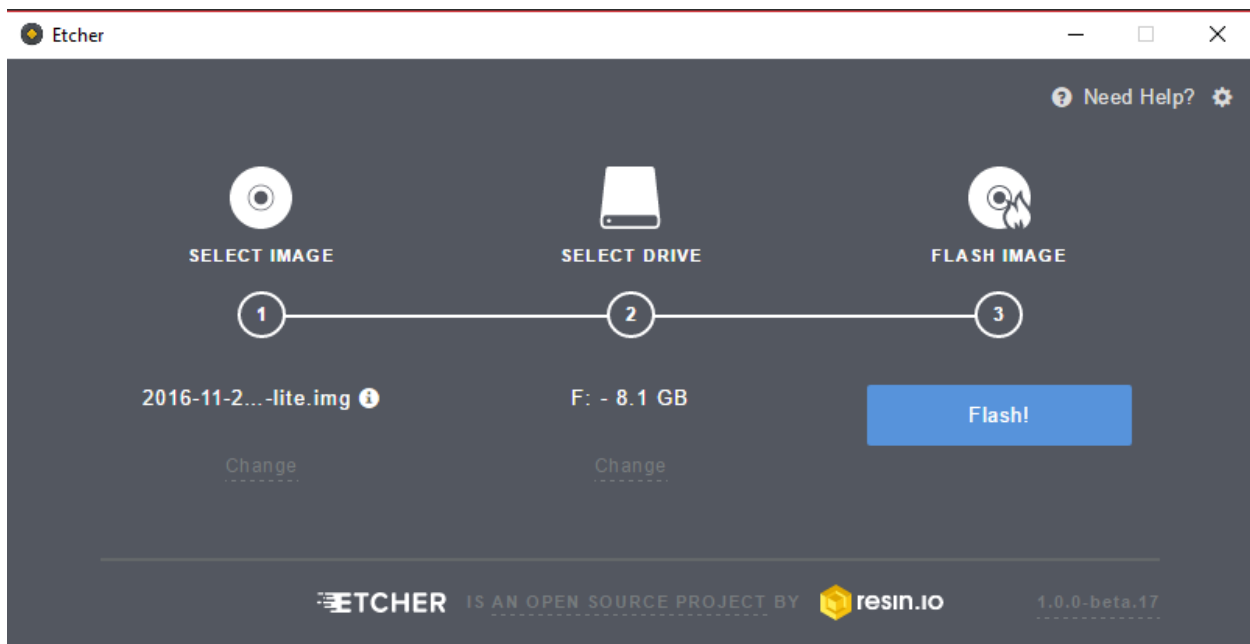 Etcher
Need Help?
SELECT IMAGE
SELECT DRIVE
FLASH IMAGE
1
2
3
2016-11-2...-lite.img
F: - 8.1 GB
Flash!
Change
Change
ETCHER IS AN OPEN SOURCE PROJECT BY resin.io 1.0.0-beta.17